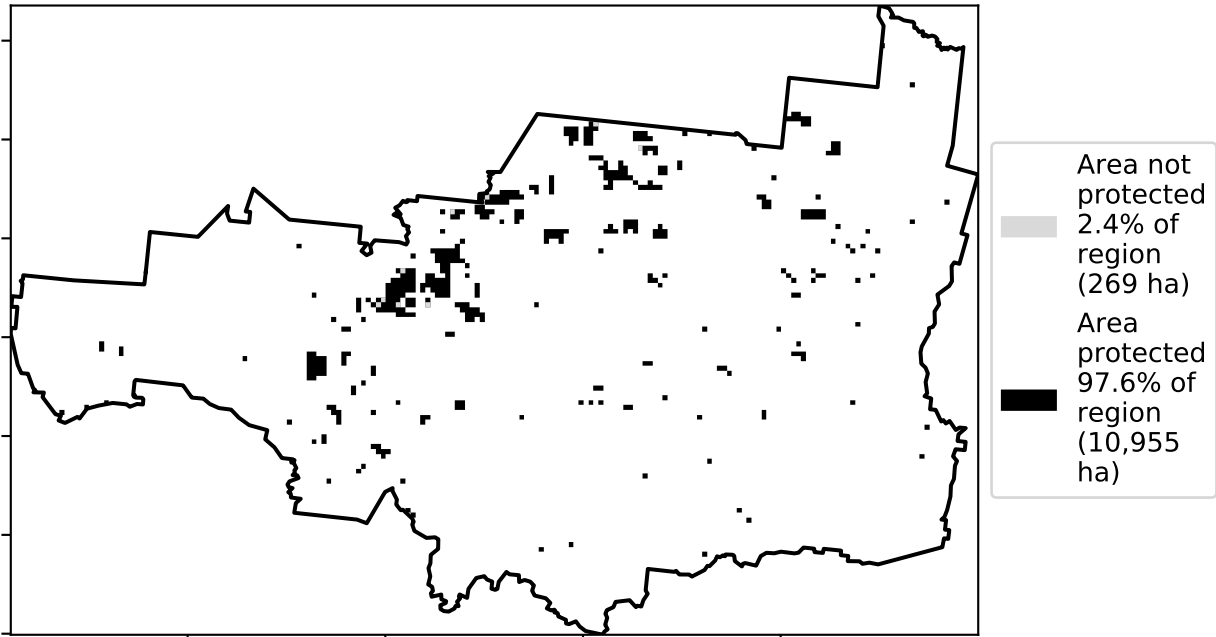 Area not
protected
2.4% of
region
(269 ha)
Area
protected
97.6% of
region
(10,955
ha)